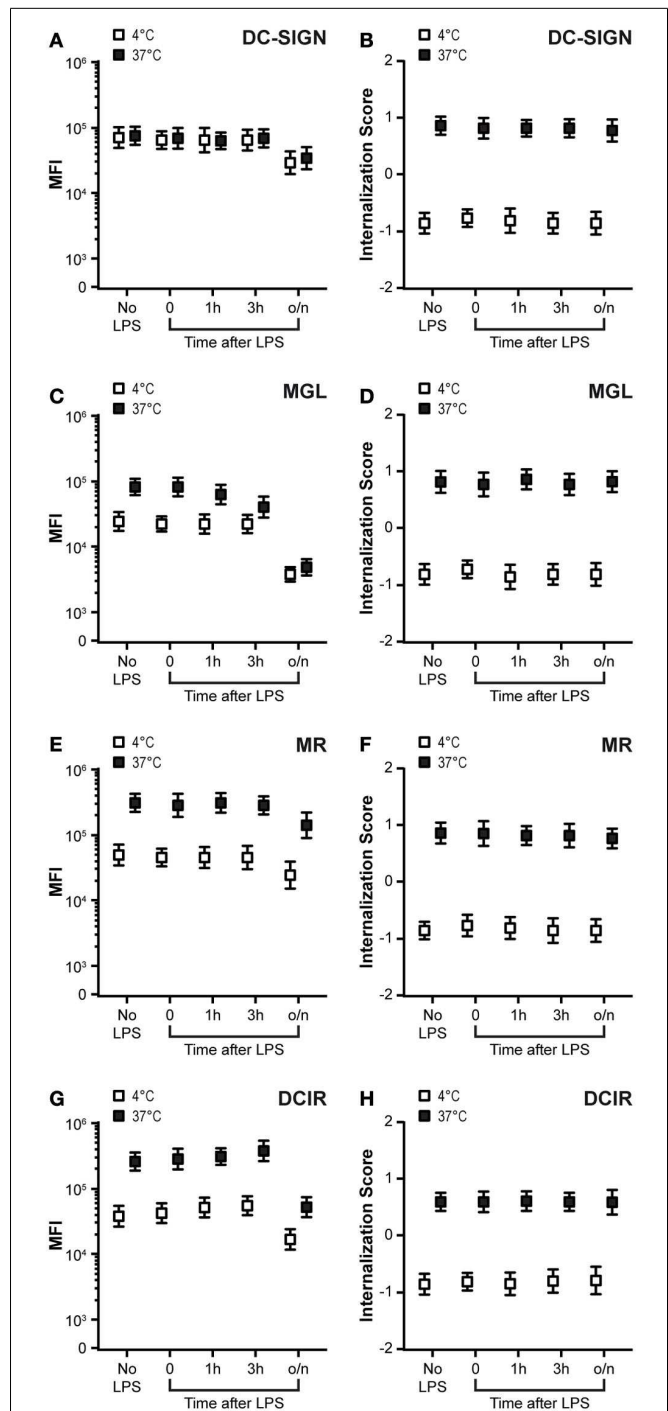 A
4°C
37°C
DC-SIGN
10⁶
10⁵
10⁴
10³
0
MFI
No LPS
0
1h
3h
o/n
Time after LPS
B
4°C
37°C
DC-SIGN
1
0
-1
-2
Internalization Score
No LPS
0
1h
3h
o/n
Time after LPS
C
4°C
37°C
MGL
10⁶
10⁵
10⁴
10³
0
MFI
No LPS
0
1h
3h
o/n
Time after LPS
D
4°C
37°C
MGL
2
1
0
-1
-2
Internalization Score
No LPS
0
1h
3h
o/n
Time after LPS
E
4°C
37°C
MR
10⁶
10⁵
10⁴
10³
0
MFI
No LPS
0
1h
3h
o/n
Time after LPS
F
4°C
37°C
MR
2
1
0
-1
-2
Internalization Score
No LPS
0
1h
3h
o/n
Time after LPS
G
4°C
37°C
DCIR
10⁶
10⁵
10⁴
10³
0
MFI
No LPS
0
1h
3h
o/n
Time after LPS
H
4°C
37°C
DCIR
2
1
0
-1
-2
Internalization Score
No LPS
0
1h
3h
o/n
Time after LPS